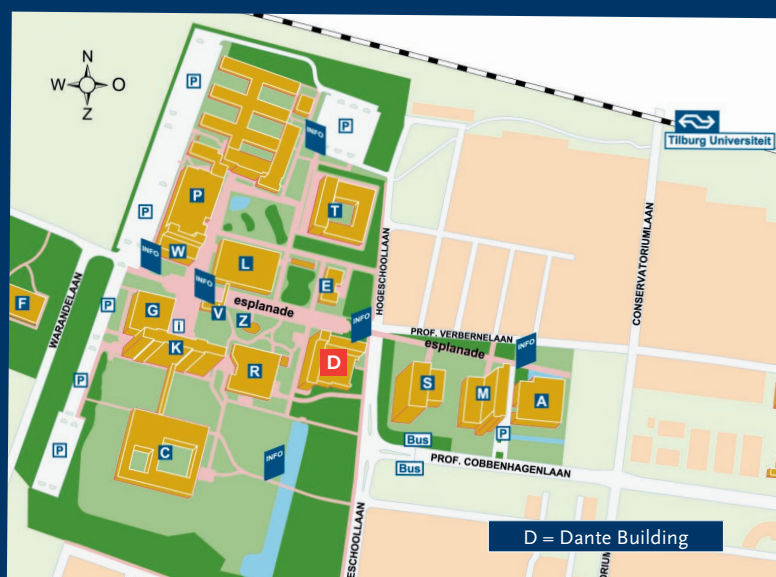 N
W O
Z
P
INFO
P
Tilburg Universiteit
P
P
T
W
INFO
L
HOGESCHOOLLAAN
CONSERVATORIUMLAAN
F
WARANDELAAN
P
G
INFO
E
esplanade
i
V
Z
INFO
PROF. VERBERNELAAN
esplanade
INFO
K
D
R
P
S
M
A
P
Bus
C
P
INFO
Bus
PROF. COBBENHAGENLAAN
D = Dante Building